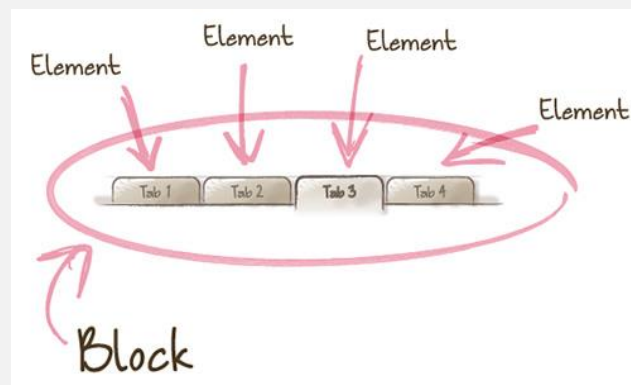 Element
Element
Element
Element
Tab 1
Tab 2
Tab 3
Tab 4
Block